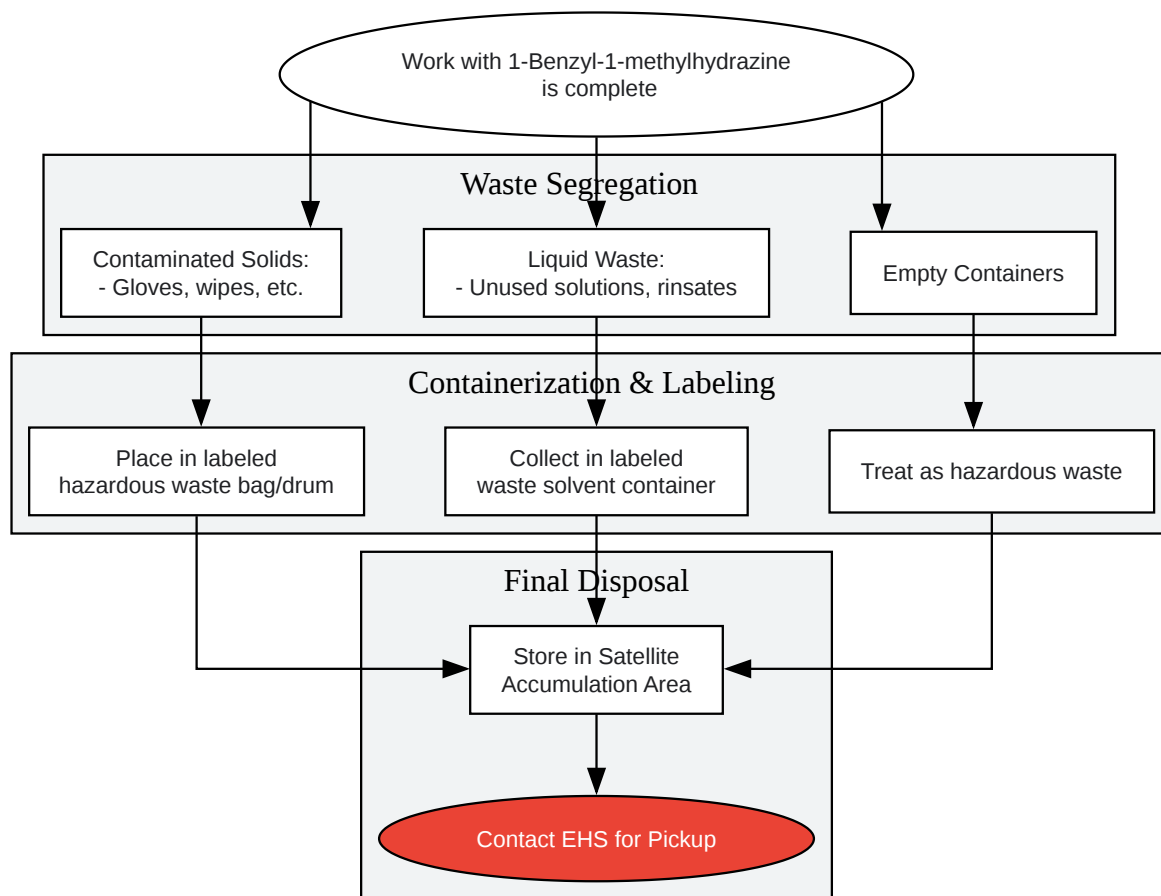 Work with 1-Benzyl-1-methylhydrazine
is complete
Waste Segregation
Contaminated Solids:
- Gloves, wipes, etc.
Liquid Waste:
- Unused solutions, rinsates
Empty Containers
Containerization & Labeling
Place in labeled
hazardous waste bag/drum
Collect in labeled
waste solvent container
Treat as hazardous waste
Final Disposal
Store in Satellite
Accumulation Area
Contact EHS for Pickup